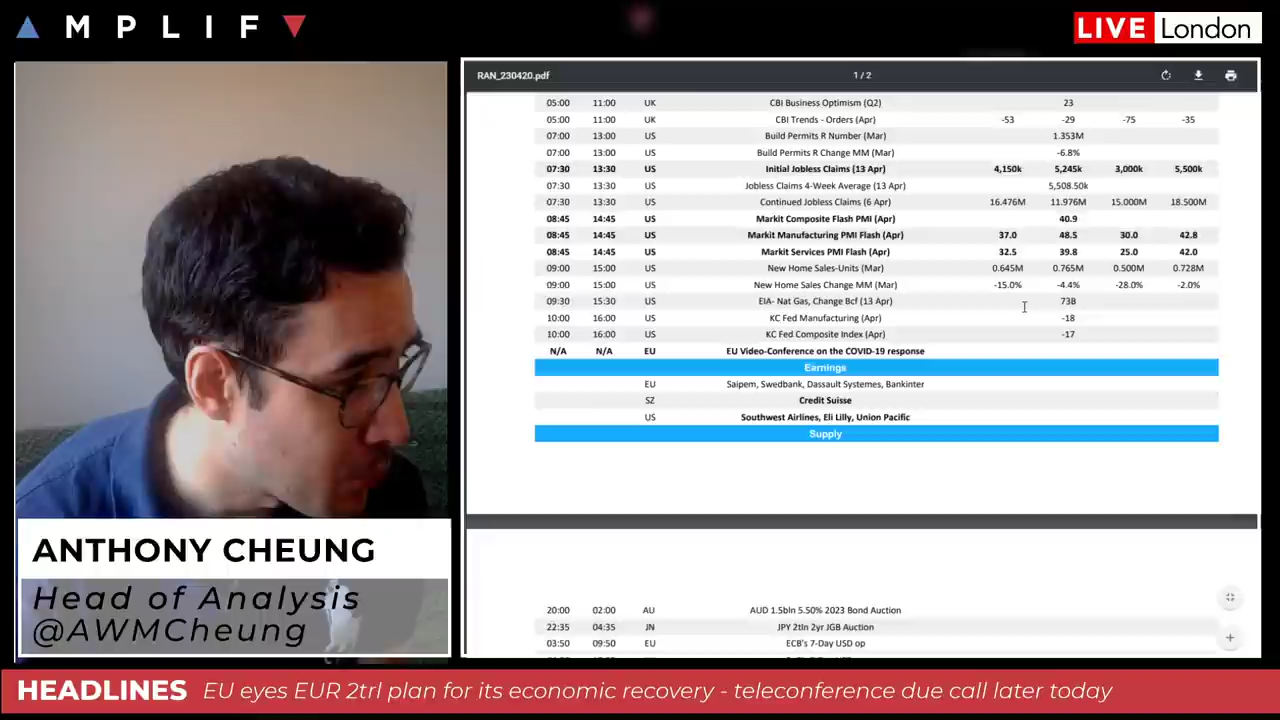 AMPLIFY
LIVE London
RAN_230420.pdf 1 / 2
05:00 11:00 UK CBI Business Optimism (Q2) 23
05:00 11:00 UK CBI Trends - Orders (Apr) -53 -29 -75 -35
07:00 13:00 US Build Permits R Number (Mar) 1.353M
07:00 13:00 US Build Permits R Change MM (Mar) -6.8%
07:30 13:30 US Initial Jobless Claims (13 Apr) 4,150k 5,245k 3,000k 5,500k
07:30 13:30 US Jobless Claims 4-Week Average (13 Apr) 5,508.50k
07:30 13:30 US Continued Jobless Claims (6 Apr) 16.476M 11.976M 15.000M 18.500M
08:45 14:45 US Markit Composite Flash PMI (Apr) 40.9
08:45 14:45 US Markit Manufacturing PMI Flash (Apr) 37.0 48.5 30.0 42.8
08:45 14:45 US Markit Services PMI Flash (Apr) 32.5 39.8 25.0 42.0
09:00 15:00 US New Home Sales-Units (Mar) 0.645M 0.765M 0.500M 0.728M
09:00 15:00 US New Home Sales Change MM (Mar) -15.0% -4.4% -28.0% -2.0%
09:30 15:30 US EIA- Nat Gas, Change Bcf (13 Apr) 73B
10:00 16:00 US KC Fed Manufacturing (Apr) -18
10:00 16:00 US KC Fed Composite Index (Apr) -17
N/A N/A EU EU Video-Conference on the COVID-19 response
Earnings
EU Saipem, Swedbank, Dassault Systemes, Bankinter
SZ Credit Suisse
US Southwest Airlines, Eli Lilly, Union Pacific
Supply
20:00 02:00 AU AUD 1.5bln 5.50% 2023 Bond Auction
22:35 04:35 JN JPY 2tln 2yr JGB Auction
03:50 09:50 EU ECB's 7-Day USD op
ANTHONY CHEUNG
Head of Analysis
@AWMCheung
HEADLINES EU eyes EUR 2trl plan for its economic recovery - teleconference due call later today